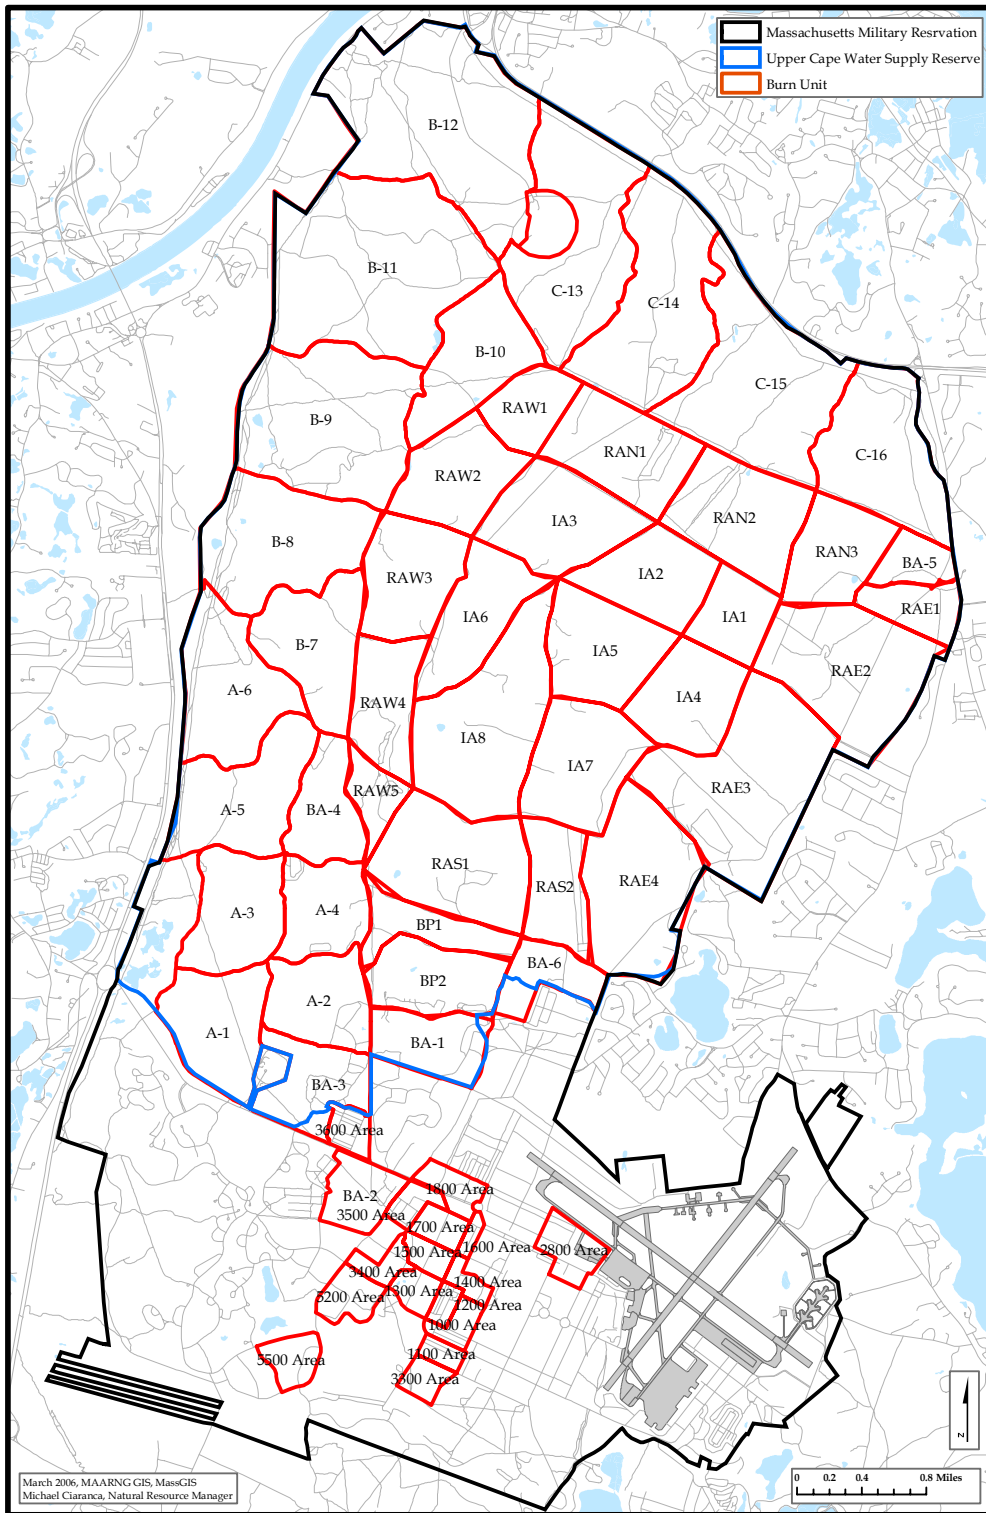 Massachusetts Military Resrvation
Upper Cape Water Supply Reserve
Burn Unit
B-12
B-11
C-13
C-14
B-10
C-15
RAW1
B-9
RAN1
C-16
RAW2
RAN2
IA3
B-8
RAN3
BA-5
RAW3
IA2
RAE1
IA6
IA1
B-7
IA5
RAE2
A-6
RAW4
IA4
IA8
IA7
RAE3
RAW5
A-5
BA-4
RAS1
RAE4
RAS2
A-3
A-4
BP1
BA-6
BP2
A-2
A-1
BA-1
BA-3
3600 Area
BA-2
1800 Area
3500 Area
1700 Area
1600 Area
1500 Area
2800 Area
3400 Area
1400 Area
1300 Area
5200 Area
1200 Area
1000 Area
1100 Area
5500 Area
3300 Area
N
0 0.2 0.4 0.8 Miles
March 2006, MAARNG GIS, MassGIS
Michael Ciaranca, Natural Resource Manager